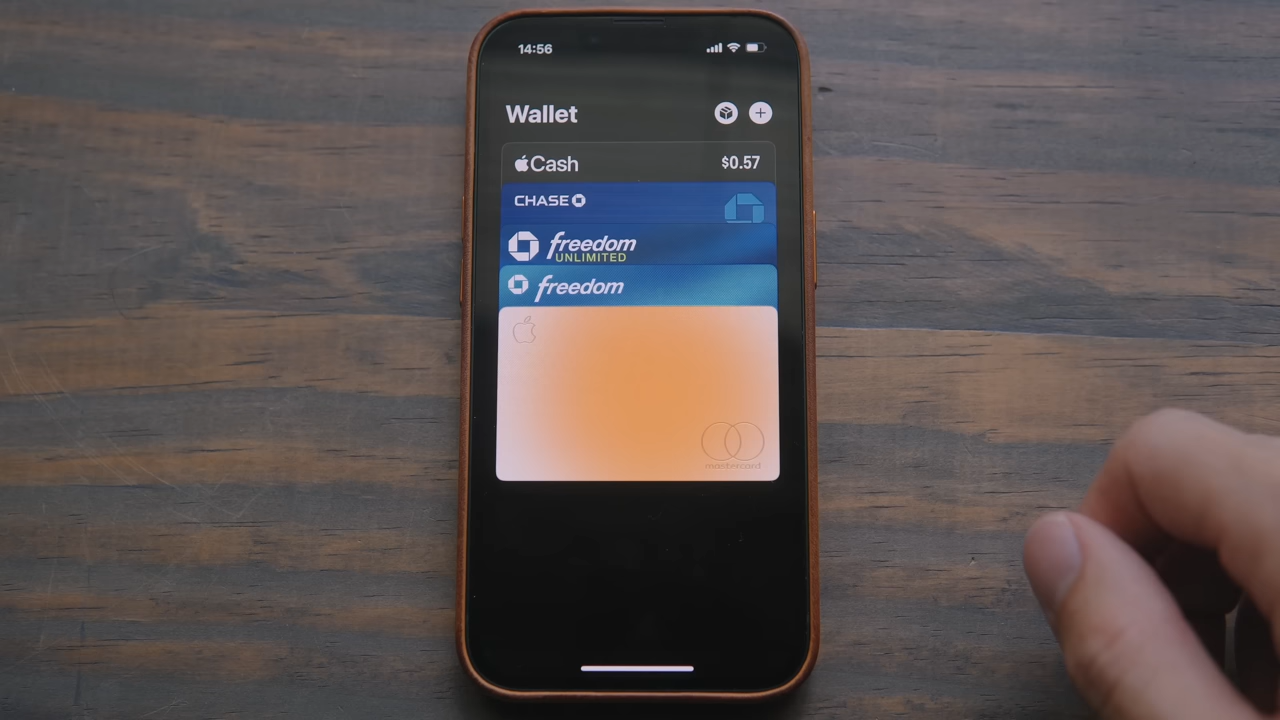 14:56
Wallet
Cash $0.57
CHASE
freedom
UNLIMITED
freedom
mastercard